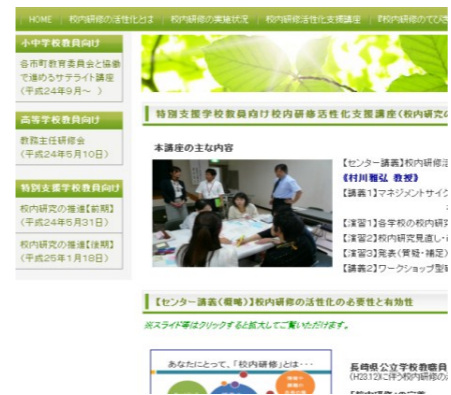 HOME
校内研修の活性化とは
校内研修の実施状況
校内研修活性化支援講座
『校内研修のてびき
小中学校教員向け
各市町教育委員会と協働
で進めるサテライト講座
(平成24年9月～ )
高等学校教員向け
教務主任研修会
(平成24年5月10日)
特別支援学校教員向け
校内研究の推進【前期】
(平成24年5月31日)
校内研究の推進【後期】
(平成25年1月18日)
特別支援学校教員向け校内研修活性化支援講座(校内研究の
本講座の主な内容
【センター講義】校内研修活
《村川雅弘 教授》
【講義1】マネジメントサイク
【演習1】各学校の校内研究
【演習2】校内研究見直し・
【演習3】発表(質疑・補足)
【講義2】ワークショップ型研
【センター講義(概略)】校内研修の活性化の必要性と有効性
※スライド等はクリックすると拡大してご覧いただけます。
あなたにとって、「校内研修」とは・・・
長崎県公立学校教職員
(H23.12)に伴う校内研修の